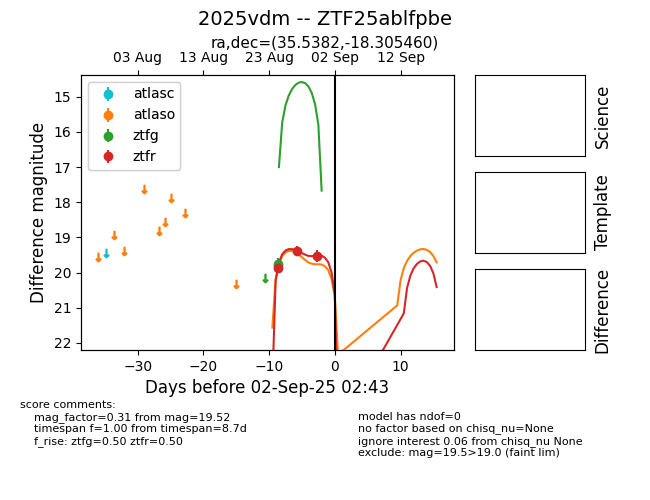 2025vdm -- ZTF25ablfpbe
ra,dec=(35.5382,-18.305460)
03 Aug 13 Aug 23 Aug 02 Sep 12 Sep
atlasc
atlaso
ztfg
ztfr
15
16
17
18
19
20
21
22
Difference magnitude
−30 −20 −10 0 10
Days before 02-Sep-25 02:43
Science
Template
Difference
score comments:
mag_factor=0.31 from mag=19.52
timespan f=1.00 from timespan=8.7d
f_rise: ztfg=0.50 ztfr=0.50
model has ndof=0
no factor based on chisq_nu=None
ignore interest 0.06 from chisq_nu None
exclude: mag=19.5>19.0 (faint lim)